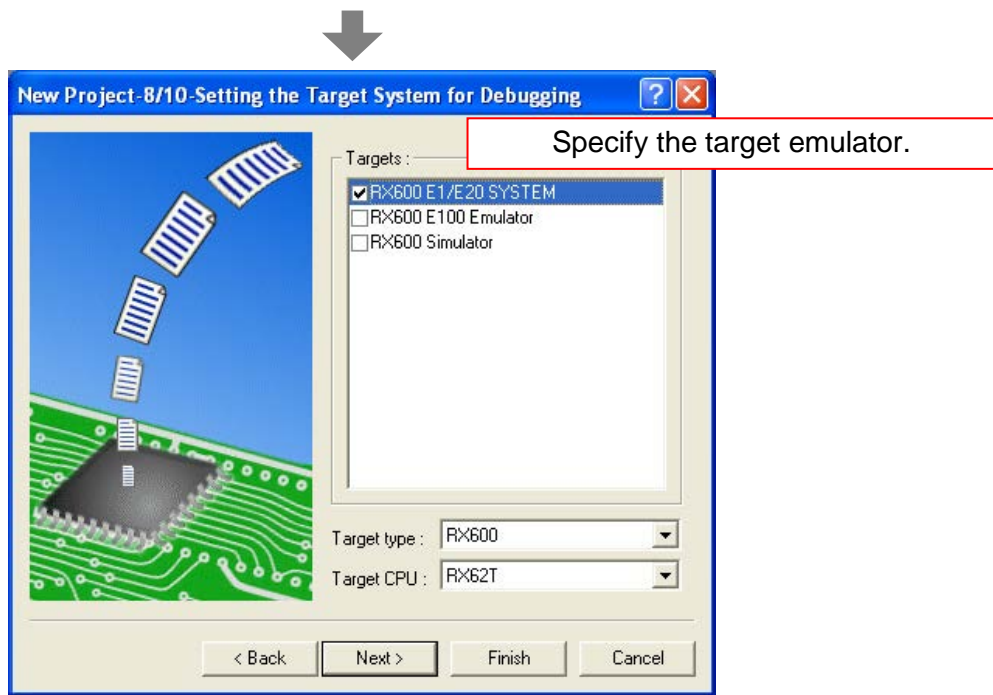 New Project-8/10-Setting the Target System for Debugging
Specify the target emulator.
Targets :
RX600 E1/E20 SYSTEM
RX600 E100 Emulator
RX600 Simulator
Target type : RX600
Target CPU : RX62T
< Back Next > Finish Cancel